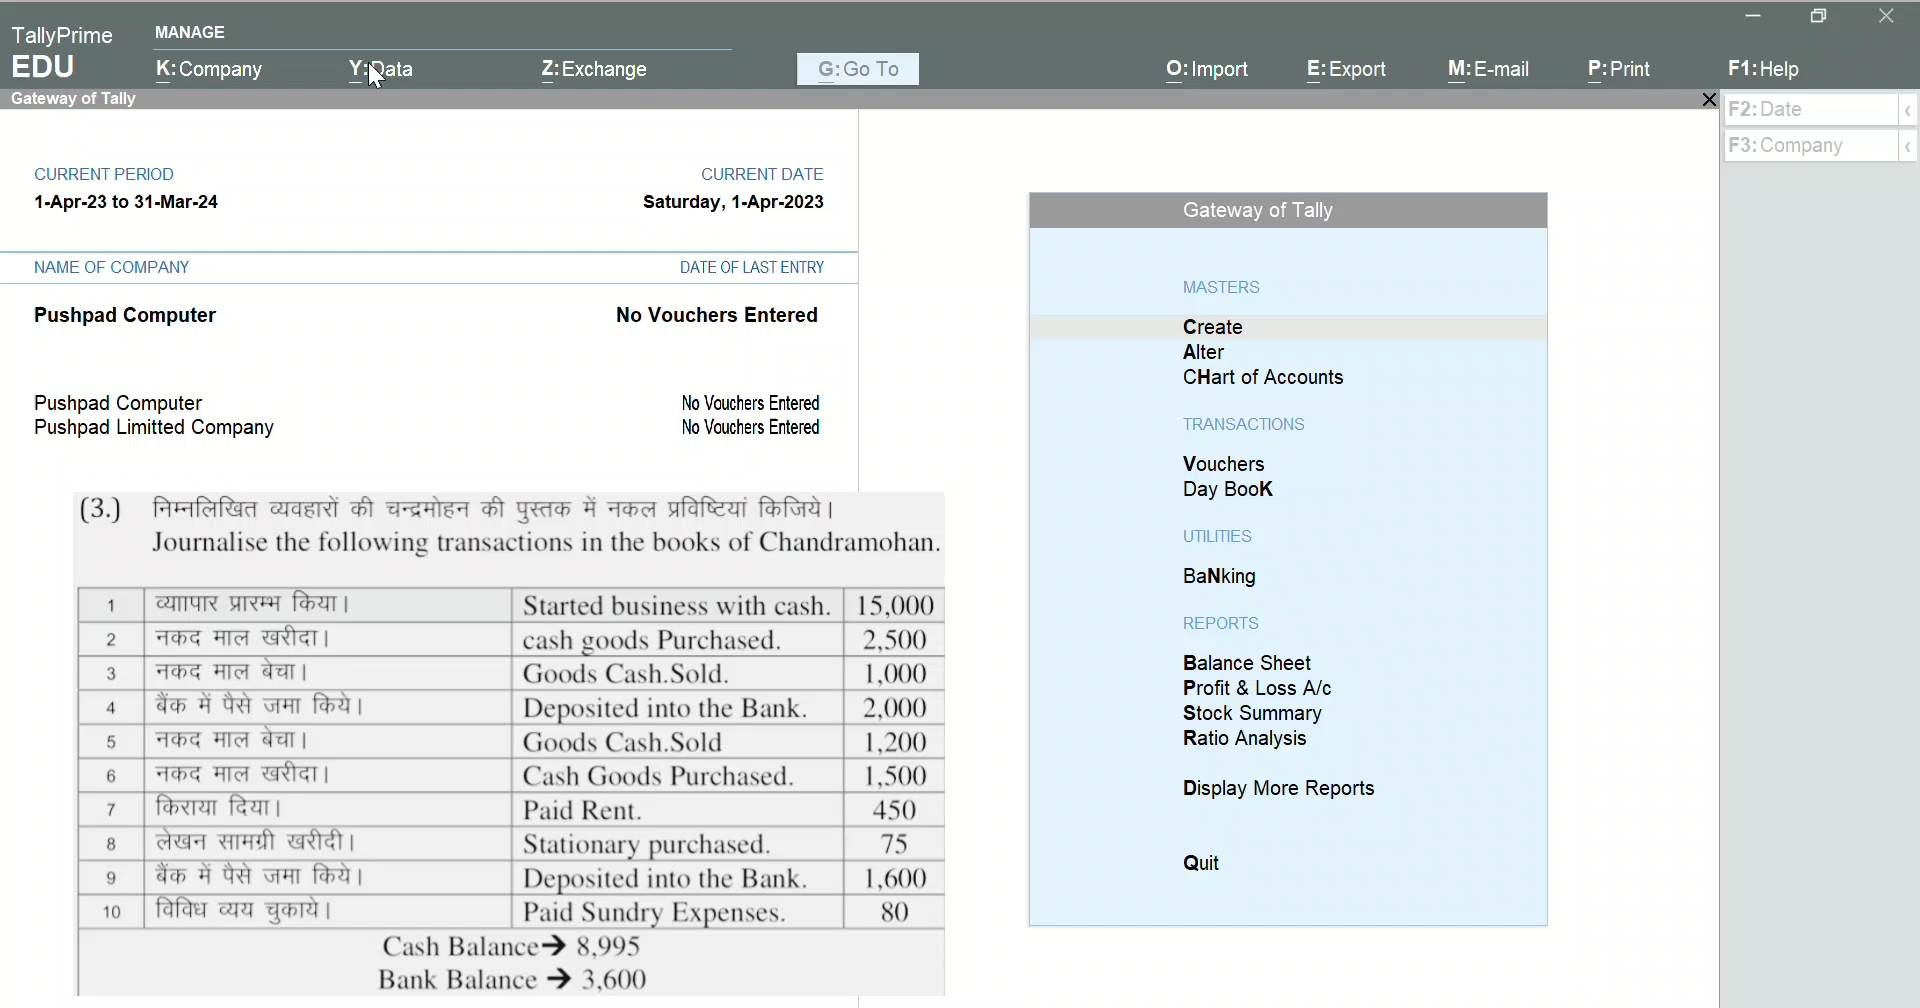 TallyPrime
EDU
MANAGE
K:Company
Y:Data
Z:Exchange
G:Go To
O:Import
E:Export
M:E-mail
P:Print
F1:Help
Gateway of Tally
F2:Date
F3:Company
CURRENT PERIOD
CURRENT DATE
1-Apr-23 to 31-Mar-24
Saturday, 1-Apr-2023
NAME OF COMPANY
DATE OF LAST ENTRY
Pushpad Computer
No Vouchers Entered
Pushpad Computer No Vouchers Entered
Pushpad Limitted Company No Vouchers Entered
(3.) निम्नलिखित व्यवहारों की चन्द्रमोहन की पुस्तक में नकल प्रविष्टियां किजिये।
Journalise the following transactions in the books of Chandramohan.
1 व्याापार प्रारम्भ किया। Started business with cash. 15,000
2 नकद माल खरीदा। cash goods Purchased. 2,500
3 नकद माल बेचा। Goods Cash.Sold. 1,000
4 बैंक में पैसे जमा किये। Deposited into the Bank. 2,000
5 नकद माल बेचा। Goods Cash.Sold 1,200
6 नकद माल खरीदा। Cash Goods Purchased. 1,500
7 किराया दिया। Paid Rent. 450
8 लेखन सामग्री खरीदी। Stationary purchased. 75
9 बैंक में पैसे जमा किये। Deposited into the Bank. 1,600
10 विविध व्यय चुकाये। Paid Sundry Expenses. 80
Cash Balance➔ 8,995
Bank Balance ➔ 3,600
Gateway of Tally
MASTERS
Create
Alter
CHart of Accounts
TRANSACTIONS
Vouchers
Day BooK
UTILITIES
BaNking
REPORTS
Balance Sheet
Profit & Loss A/c
Stock Summary
Ratio Analysis
Display More Reports
Quit